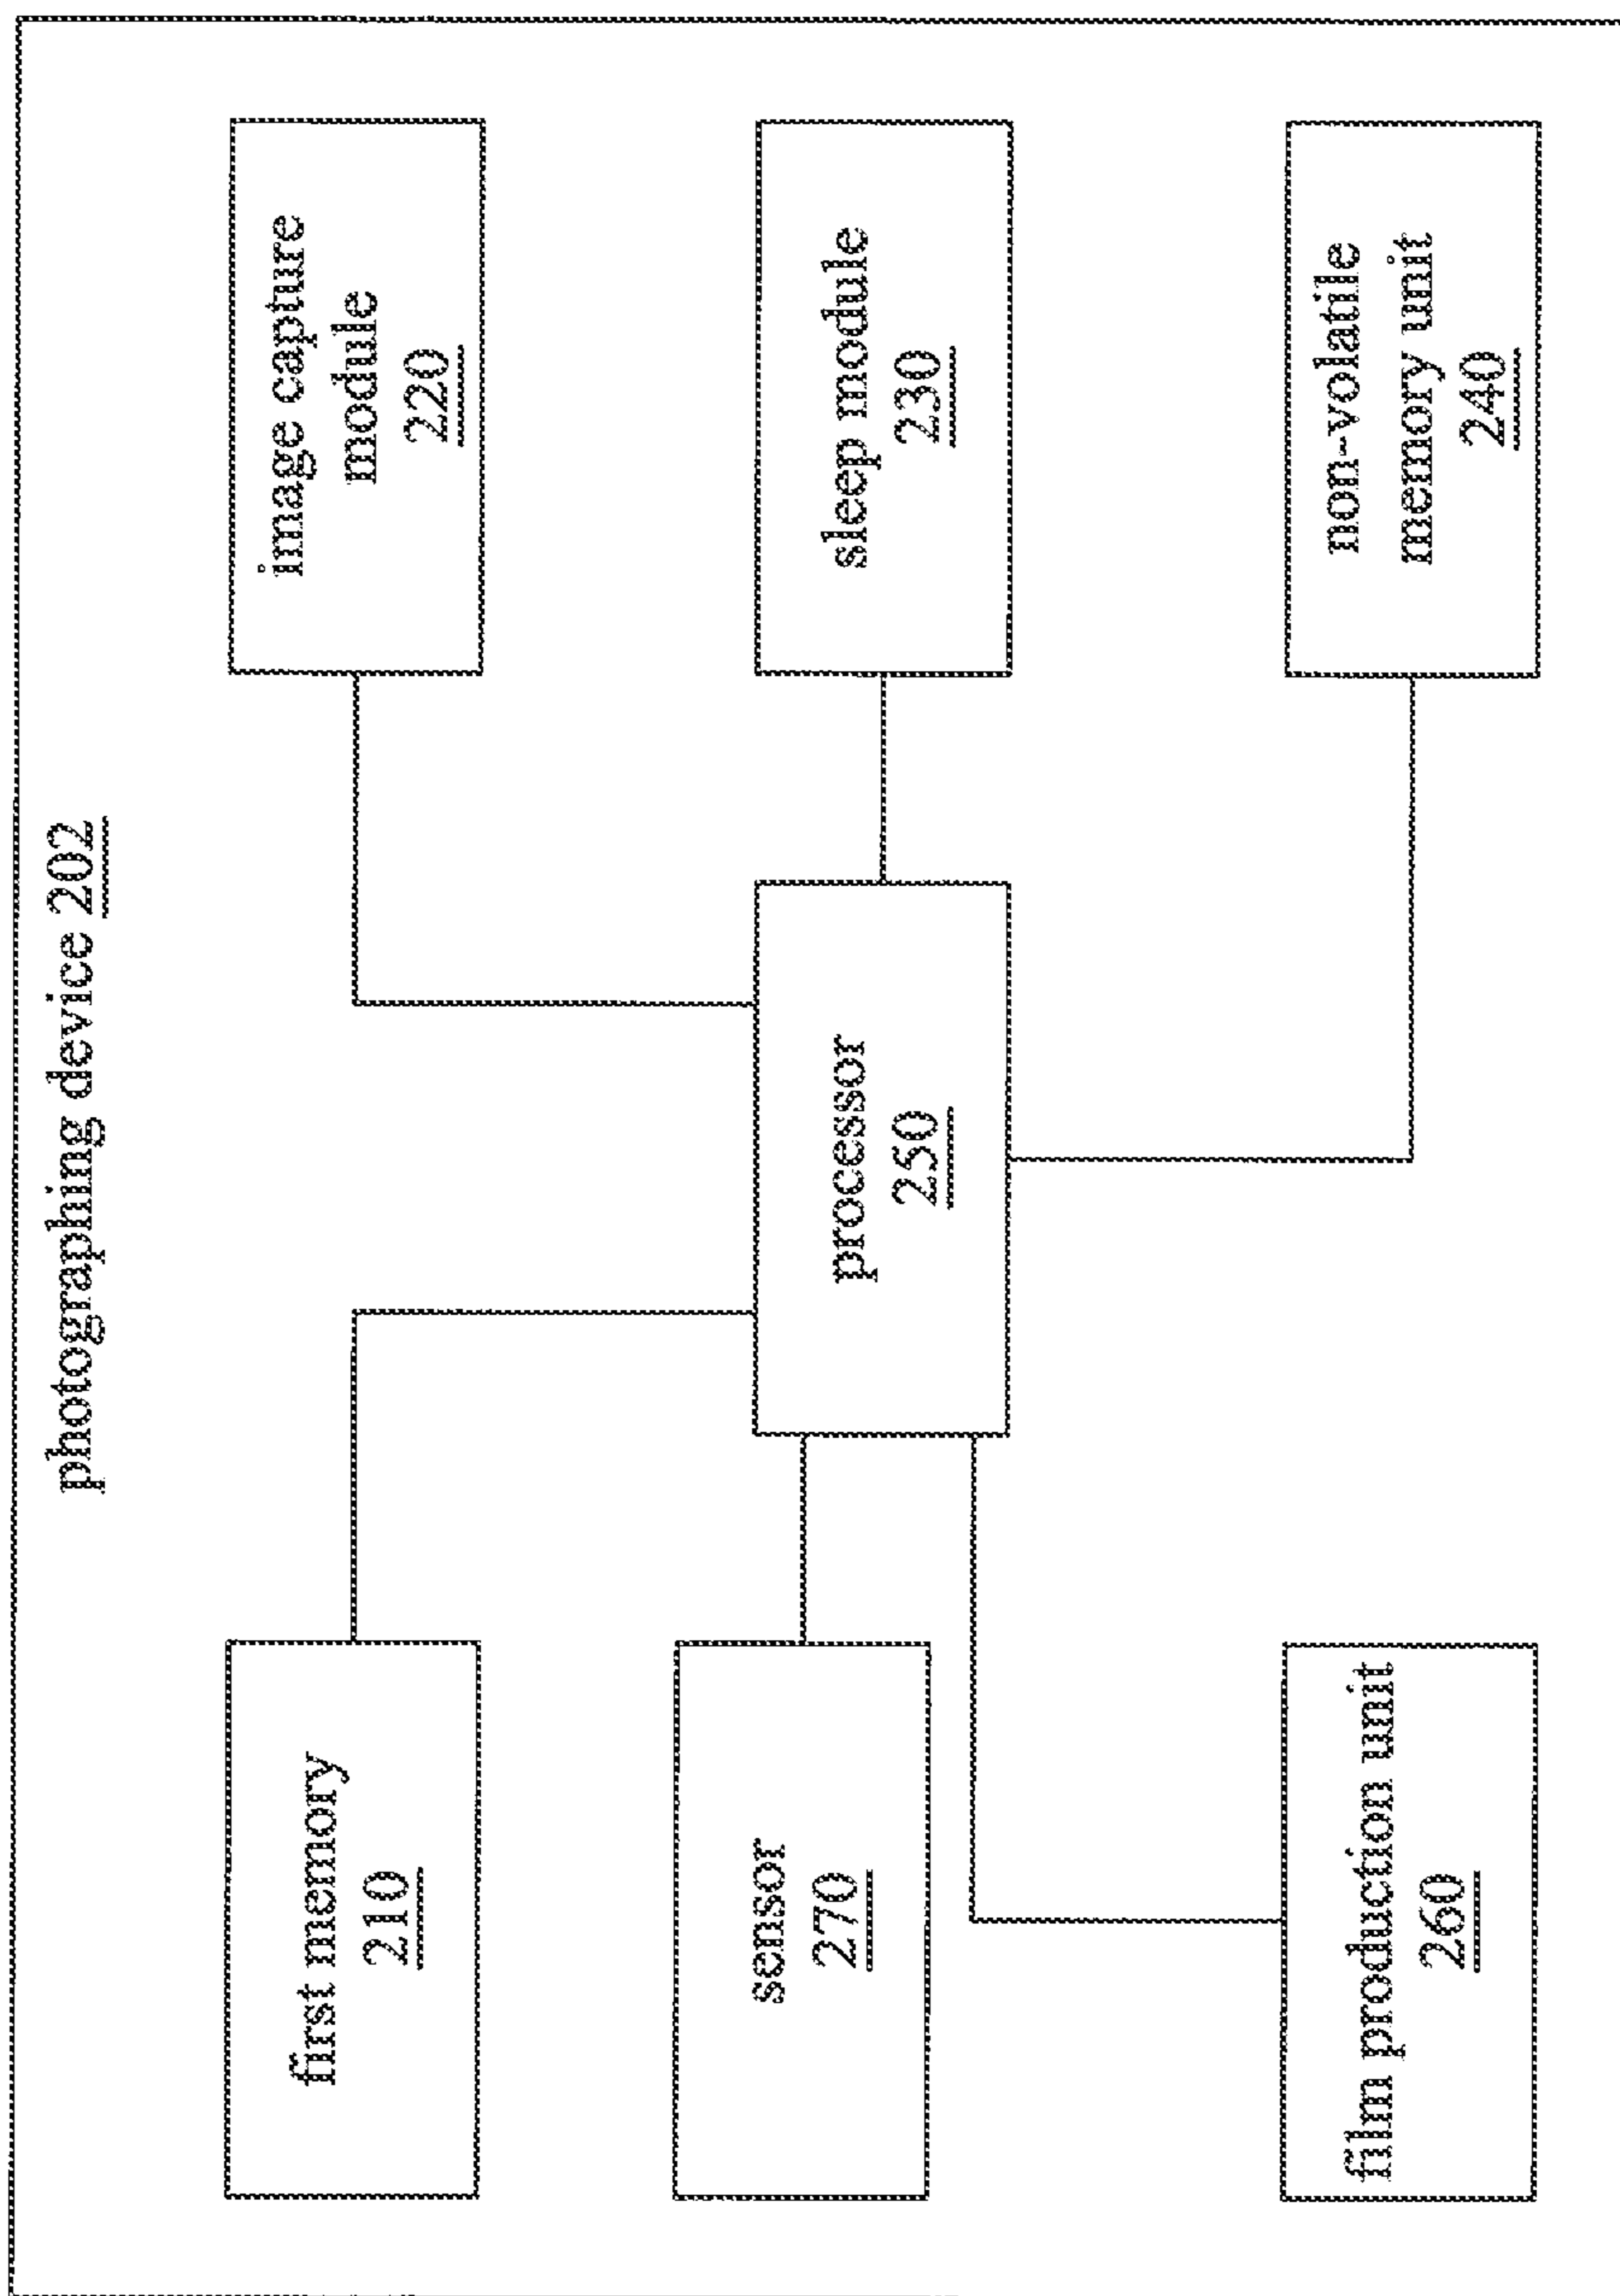 photographing device 202
first memory
210
image capture
module
220
sensor
270
processor
250
sleep module
230
film production unit
260
non-volatile
memory unit
240